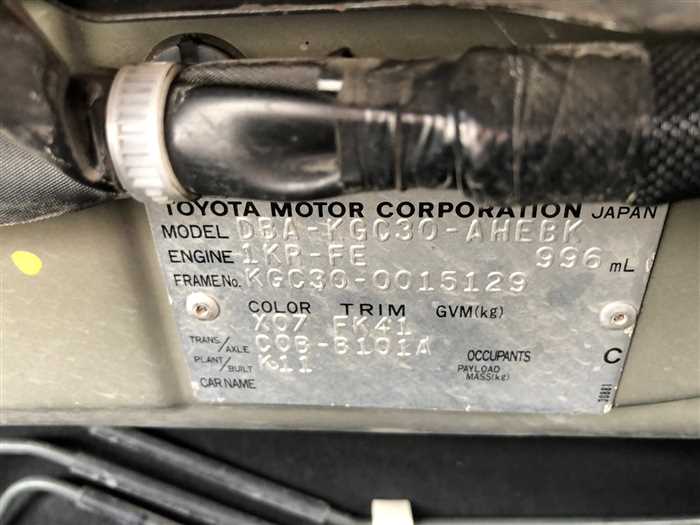 TOYOTA MOTOR CORPORATION JAPAN
MODEL DBA-KGC30-AHEBK
ENGINE 1KR-FE 996 mL
FRAME No. KGC30-0015129
COLOR TRIM GVM(kg)
X07 FK41
TRANS./AXLE C0B-B101A
PLANT/BUILT K11
OCCUPANTS C
CAR NAME
PAYLOAD MASS(kg)